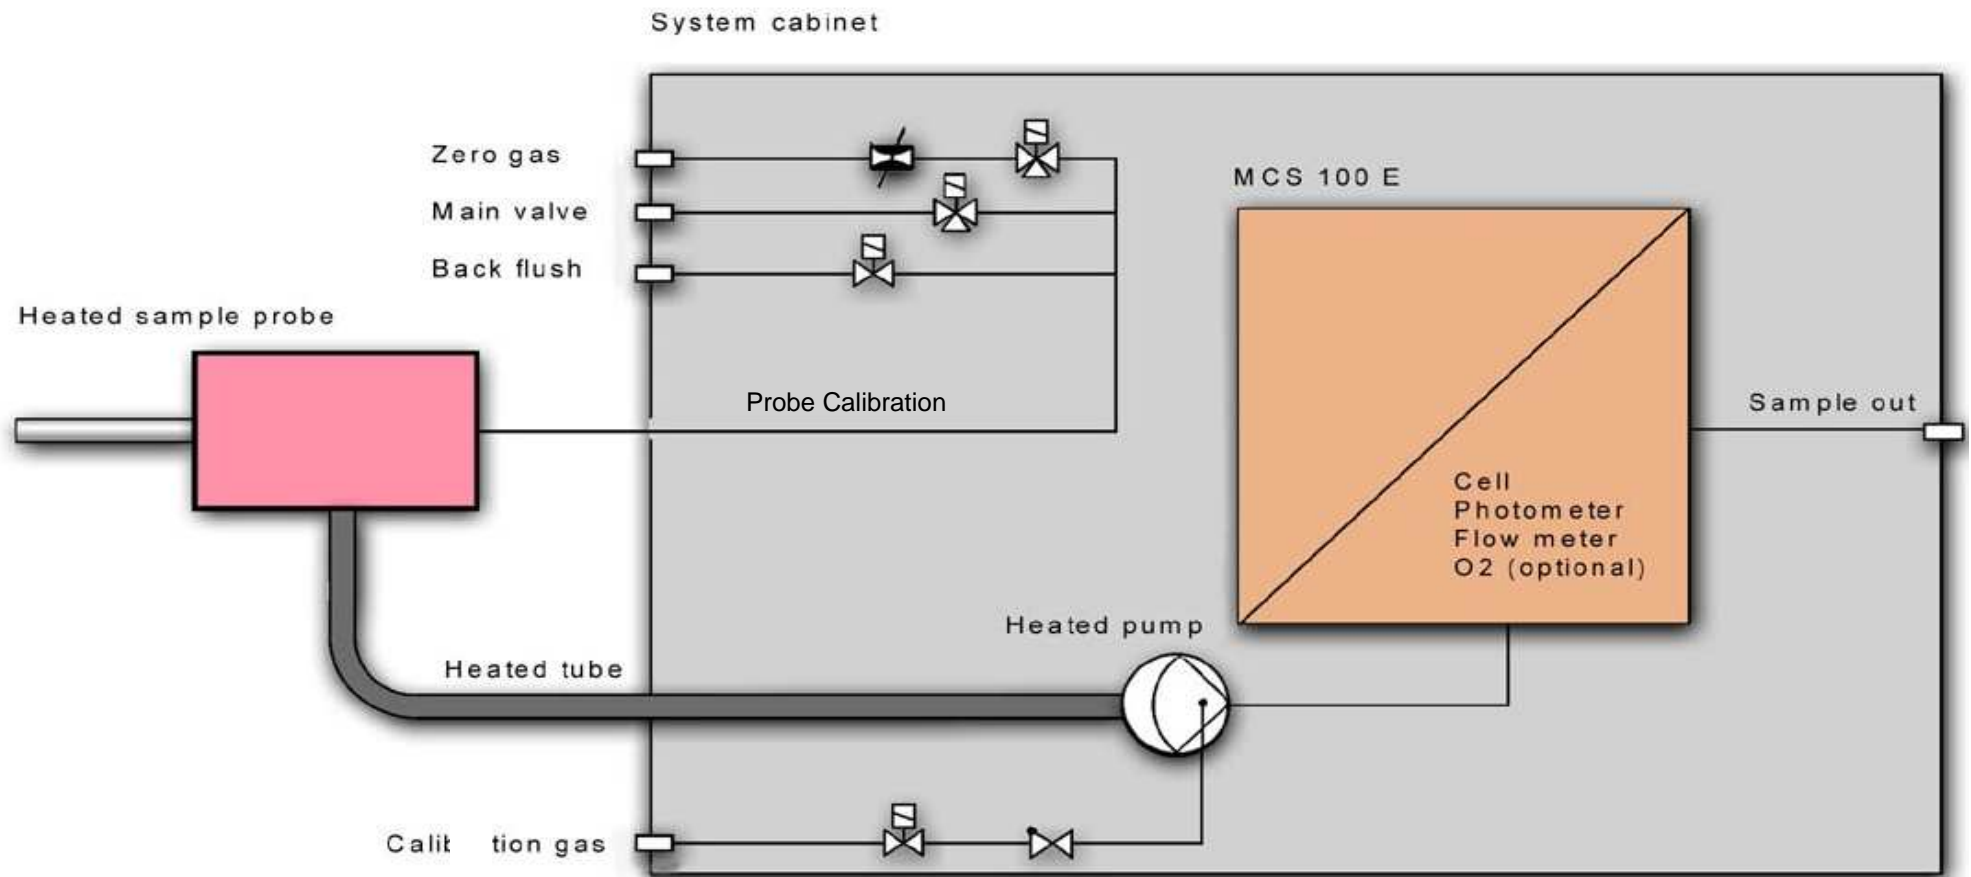 System cabinet
Zero gas
Main valve
Back flush
MCS 100 E
Heated sample probe
Probe Calibration
Sample out
Cell
Photometer
Flow meter
O2 (optional)
Heated pump
Heated tube
Calib tion gas